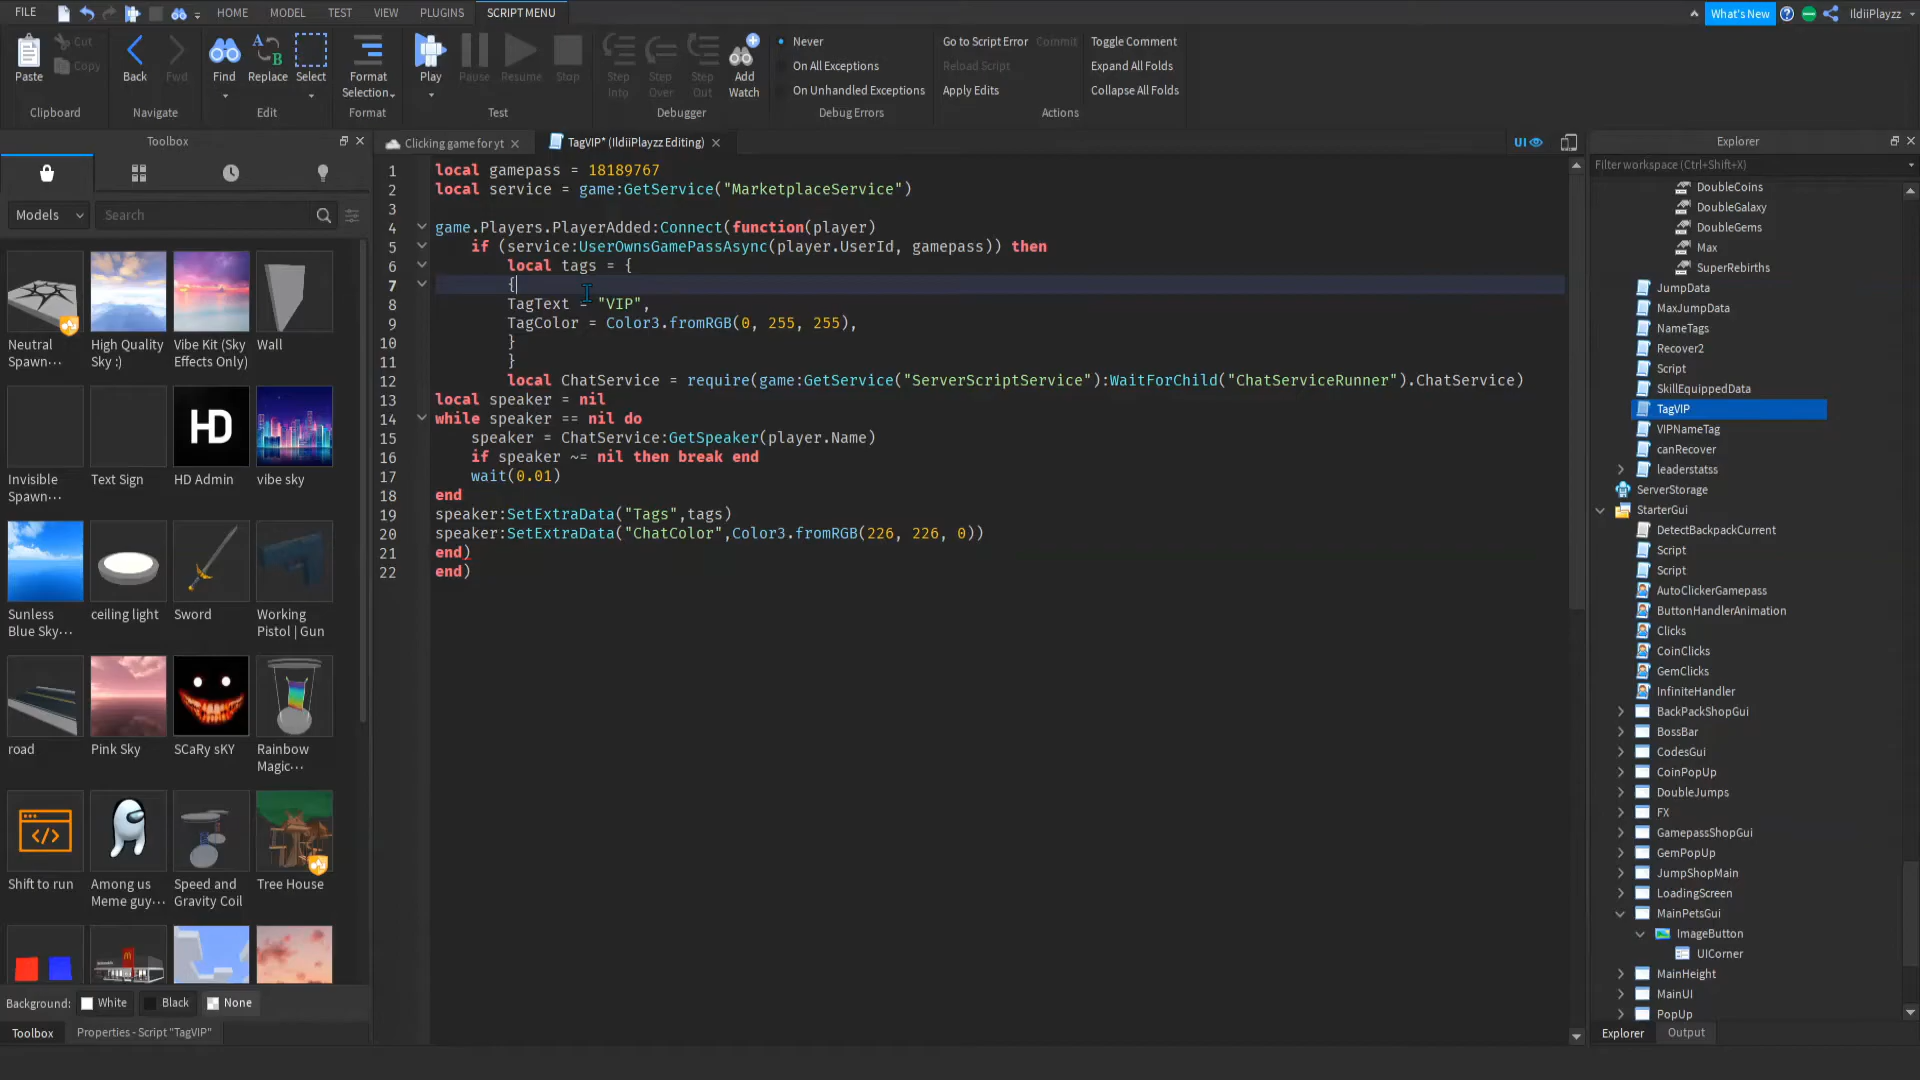 FILE
HOME
MODEL
TEST
VIEW
PLUGINS
SCRIPT MENU
What's New
IldiiPlayzz
Paste
Cut
Copy
Clipboard
Back
Fwd
Navigate
Find
Replace
Select
Edit
Format
Selection
Format
Play
Pause
Resume
Stop
Test
Step
Into
Step
Over
Step
Out
Add
Watch
Debugger
Never
On All Exceptions
On Unhandled Exceptions
Debug Errors
Go to Script Error
Commit
Reload Script
Apply Edits
Toggle Comment
Expand All Folds
Collapse All Folds
Actions
Toolbox
Models
Search
Neutral
Spawn…
High Quality
Sky :)
Vibe Kit (Sky
Effects Only)
Wall
Invisible
Spawn…
Text Sign
HD
HD Admin
vibe sky
Sunless
Blue Sky…
ceiling light
Sword
Working
Pistol | Gun
road
Pink Sky
SCaRy sKY
Rainbow
Magic…
Shift to run
Among us
Meme guy…
Speed and
Gravity Coil
Tree House
Background:
White
Black
None
Toolbox
Properties - Script "TagVIP"
Clicking game for yt
TagVIP* (IldiiPlayzz Editing)
UI
1 local gamepass = 18189767
2 local service = game:GetService("MarketplaceService")
3
4 game.Players.PlayerAdded:Connect(function(player)
5 if (service:UserOwnsGamePassAsync(player.UserId, gamepass)) then
6 local tags = {
7 {
8 TagText = "VIP",
9 TagColor = Color3.fromRGB(0, 255, 255),
10 }
11 }
12 local ChatService = require(game:GetService("ServerScriptService"):WaitForChild("ChatServiceRunner").ChatService)
13 local speaker = nil
14 while speaker == nil do
15 speaker = ChatService:GetSpeaker(player.Name)
16 if speaker ~= nil then break end
17 wait(0.01)
18 end
19 speaker:SetExtraData("Tags",tags)
20 speaker:SetExtraData("ChatColor",Color3.fromRGB(226, 226, 0))
21 end)
22 end)
Explorer
Filter workspace (Ctrl+Shift+X)
DoubleCoins
DoubleGalaxy
DoubleGems
Max
SuperRebirths
JumpData
MaxJumpData
NameTags
Recover2
Script
SkillEquippedData
TagVIP
VIPNameTag
canRecover
leaderstatss
ServerStorage
StarterGui
DetectBackpackCurrent
Script
Script
AutoClickerGamepass
ButtonHandlerAnimation
Clicks
CoinClicks
GemClicks
InfiniteHandler
BackPackShopGui
BossBar
CodesGui
CoinPopUp
DoubleJumps
FX
GamepassShopGui
GemPopUp
JumpShopMain
LoadingScreen
MainPetsGui
ImageButton
UICorner
MainHeight
MainUI
PopUp
Explorer
Output